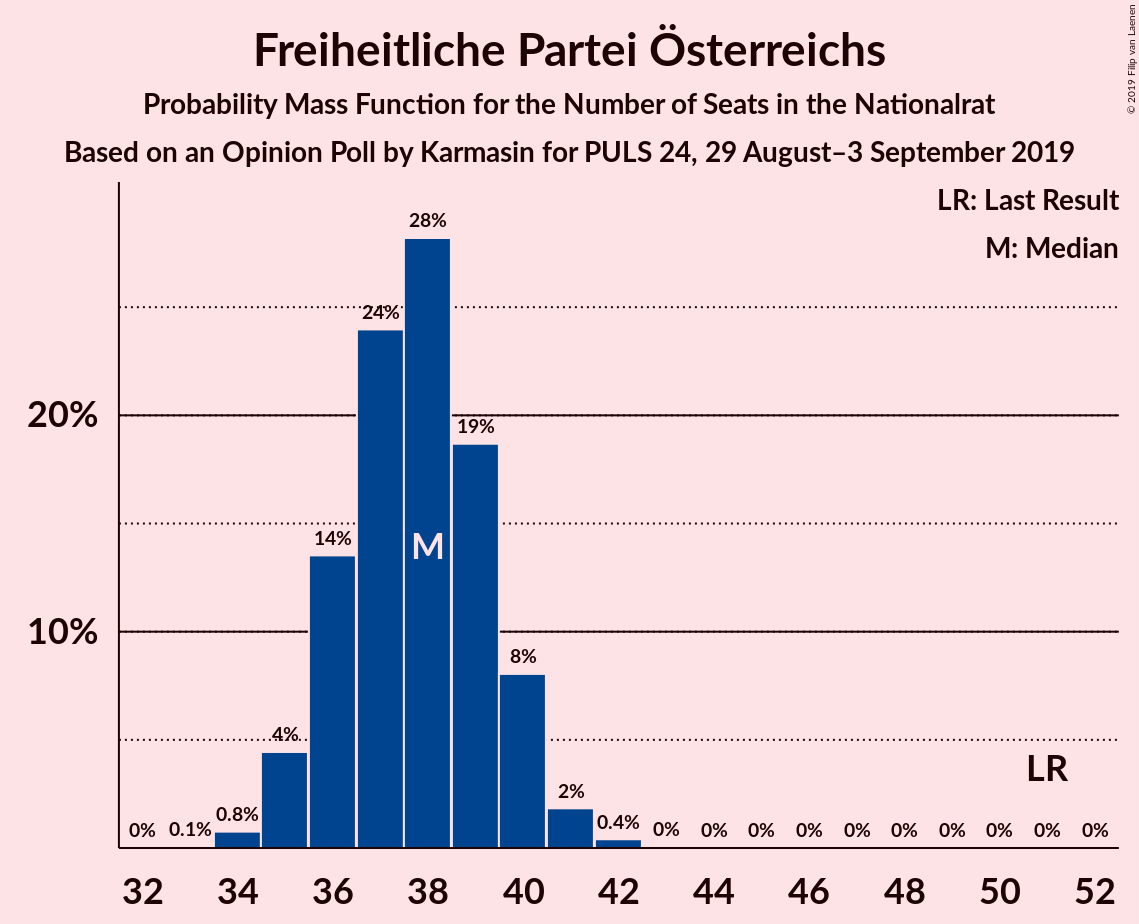 Freiheitliche Partei Österreichs
Probability Mass Function for the Number of Seats in the Nationalrat
Based on an Opinion Poll by Karmasin for PULS 24, 29 August–3 September 2019
© 2019 Filip van Laenen
LR: Last Result
M: Median
20%
10%
0%
0.1%
0.8%
4%
14%
24%
28%
19%
8%
2%
0.4%
0%
0%
0%
0%
0%
0%
0%
0%
0%
0%
M
LR
32 34 36 38 40 42 44 46 48 50 52